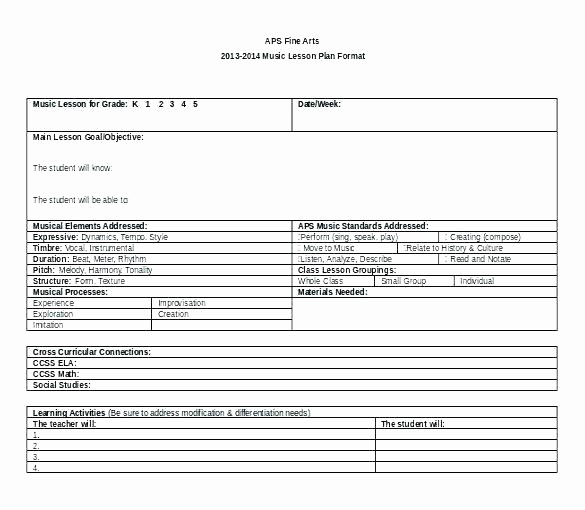 APS Fine Arts
2013-2014 Music Lesson Plan Format
Music Lesson for Grade: K 1 2 3 4 5
Date/Week:
Main Lesson Goal/Objective:
The student will know:
The student will be able to
Musical Elements Addressed:
APS Music Standards Addressed:
Expressive: Dynamics, Tempo, Style
Perform (sing, speak, play)
Creating (compose)
Timbre: Vocal, Instrumental
Move to Music
Relate to History & Culture
Duration: Beat, Meter, Rhythm
Listen, Analyze, Describe
Read and Notate
Pitch: Melody, Harmony, Tonality
Class Lesson Groupings:
Structure: Form, Texture
Whole Class
Small Group
Individual
Musical Processes:
Materials Needed:
Experience
Improvisation
Exploration
Creation
Imitation
Cross Curricular Connections:
CCSS ELA:
CCSS Math:
Social Studies:
Learning Activities (Be sure to address modification & differentiation needs)
The teacher will:
The student will:
1.
2.
3.
4.